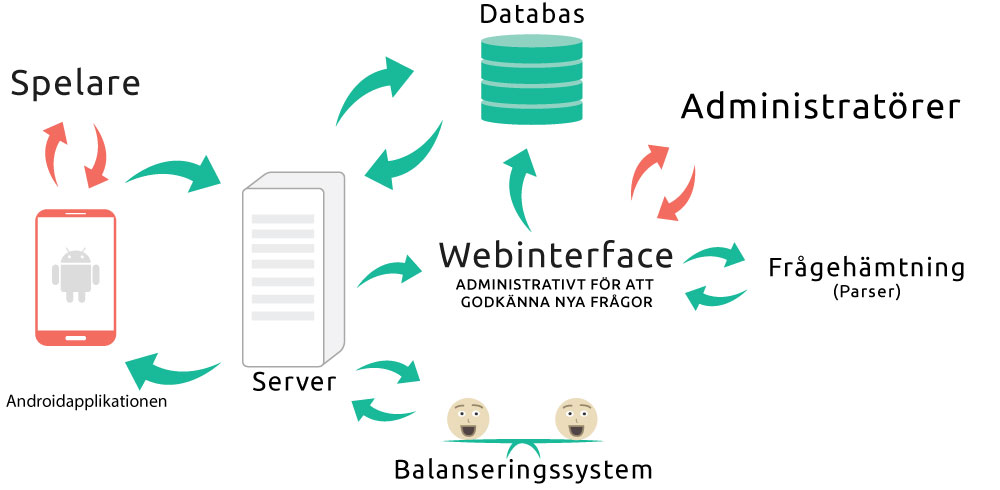 Databas
Spelare
Administratörer
Webinterface
ADMINISTRATIVT FÖR ATT
GODKÄNNA NYA FRÅGOR
Frågehämtning
(Parser)
Server
Androidapplikationen
Balanseringssystem